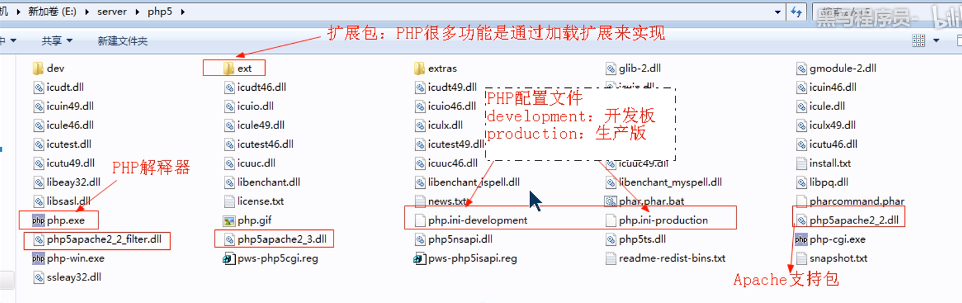 机 ▸ 新加卷 (E:) ▸ server ▸ php5 ▸
黑马程序员
bili
中 ▾ 共享 ▾ 新建文件夹
扩展包：PHP很多功能是通过加载扩展来实现
dev ext extras glib-2.dll gmodule-2.dll
icudt.dll icudt46.dll icudt49.dll icuin.dll icuin46.dll
icuin49.dll icuio.dll icuio46.dll icule.dll
PHP配置文件
development：开发板
production：生产版
icule46.dll icule49.dll iculx.dll iculx49.dll
icutest.dll icutest46.dll icutest49.dll icutu46.dll
icutu49.dll icuuc.dll icuuc46.dll icuuc49.dll install.txt
PHP解释器
libeay32.dll libenchant.dll libenchant_ispell.dll libenchant_myspell.dll libpq.dll
libsasl.dll license.txt news.txt phar.phar.bat pharcommand.phar
php.exe php.gif php.ini-development php.ini-production php5apache2_2.dll
php5apache2_2_filter.dll php5apache2_3.dll php5nsapi.dll php5ts.dll php-cgi.exe
php-win.exe pws-php5cgi.reg pws-php5isapi.reg readme-redist-bins.txt snapshot.txt
ssleay32.dll
Apache支持包